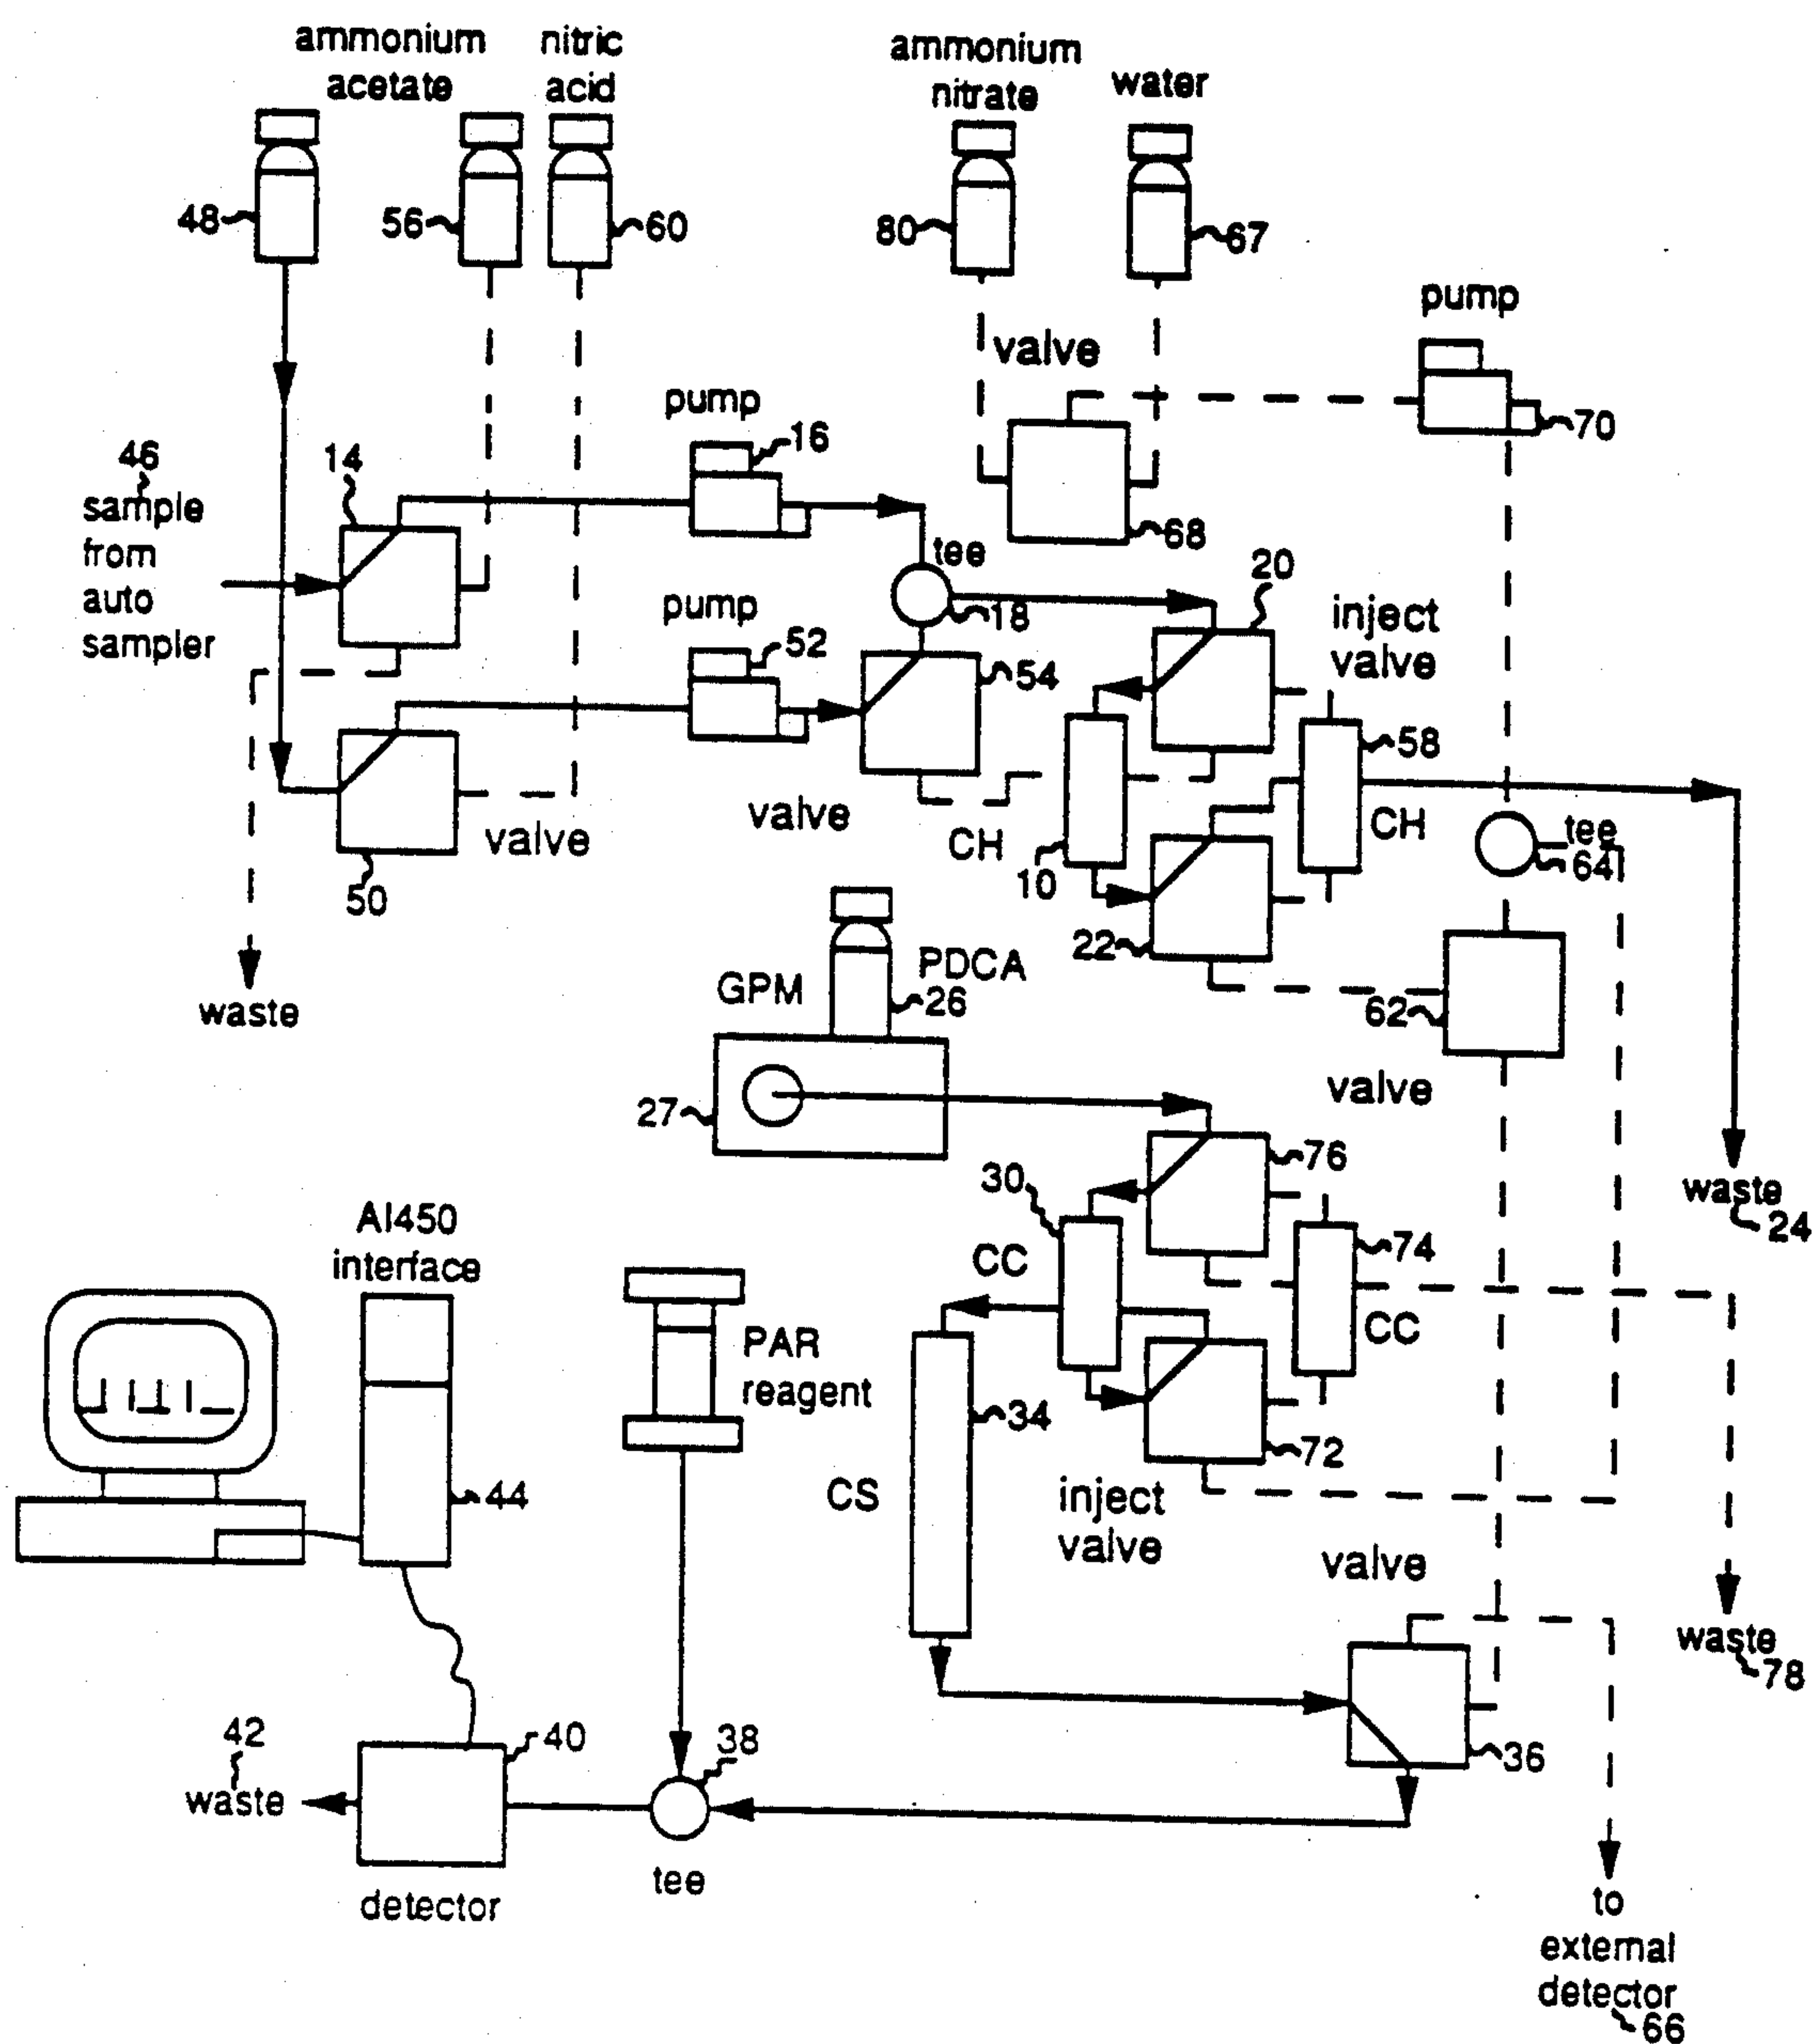 ammonium
acetate
nitric
acid
ammonium
nitrate
water
48
56
60
80
67
pump
valve
70
pump
16
46
sample
from
auto
sampler
14
68
tee
18
20
inject
valve
pump
52
54
58
valve
50
valve
CH
10
CH
tee
64
22
waste
GPM
PDCA
26
62
valve
27
76
waste
24
30
CC
74
CC
AI450
interface
PAR
reagent
34
72
44
CS
inject
valve
valve
waste
78
42
waste
40
38
36
tee
detector
to
external
detector
66